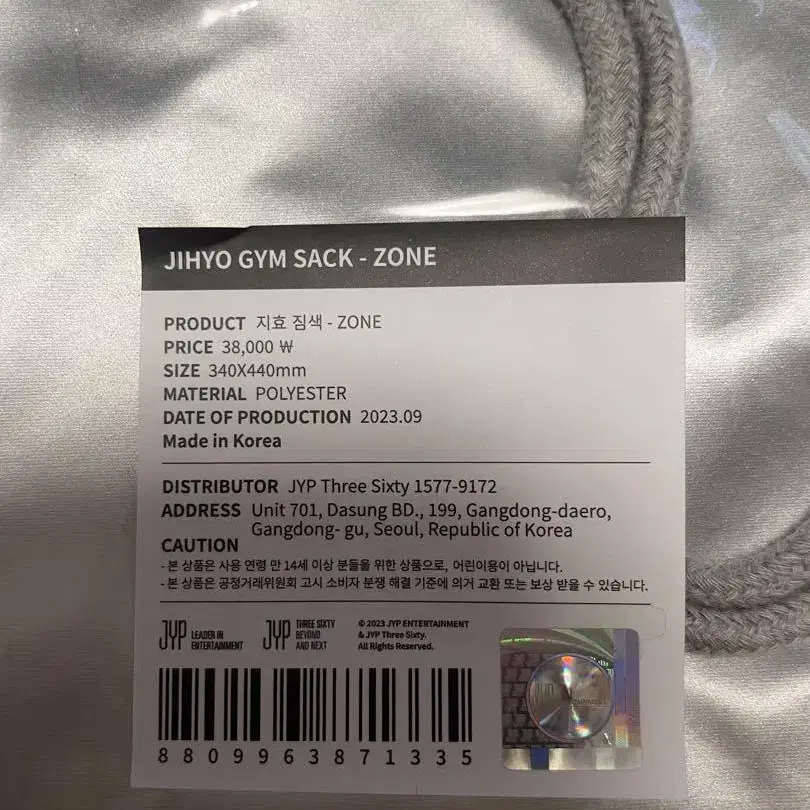 JIHYO GYM SACK - ZONE
PRODUCT 지효 짐색 - ZONE
PRICE 38,000 ₩
SIZE 340X440mm
MATERIAL POLYESTER
DATE OF PRODUCTION 2023.09
Made in Korea
DISTRIBUTOR JYP Three Sixty 1577-9172
ADDRESS Unit 701, Dasung BD., 199, Gangdong-daero,
Gangdong- gu, Seoul, Republic of Korea
CAUTION
- 본 상품은 사용 연령 만 14세 이상 분들을 위한 상품으로, 어린이용이 아닙니다.
- 본 상품은 공정거래위원회 고시 소비자 분쟁 해결 기준에 의거 교환 또는 보상 받을 수 있습니다.
JYP LEADER IN
ENTERTAINMENT
JYP THREE SIXTY
BEYOND
AND NEXT
© 2023 JYP ENTERTAINMENT
& JYP Three Sixty.
All Rights Reserved.
8809963871335